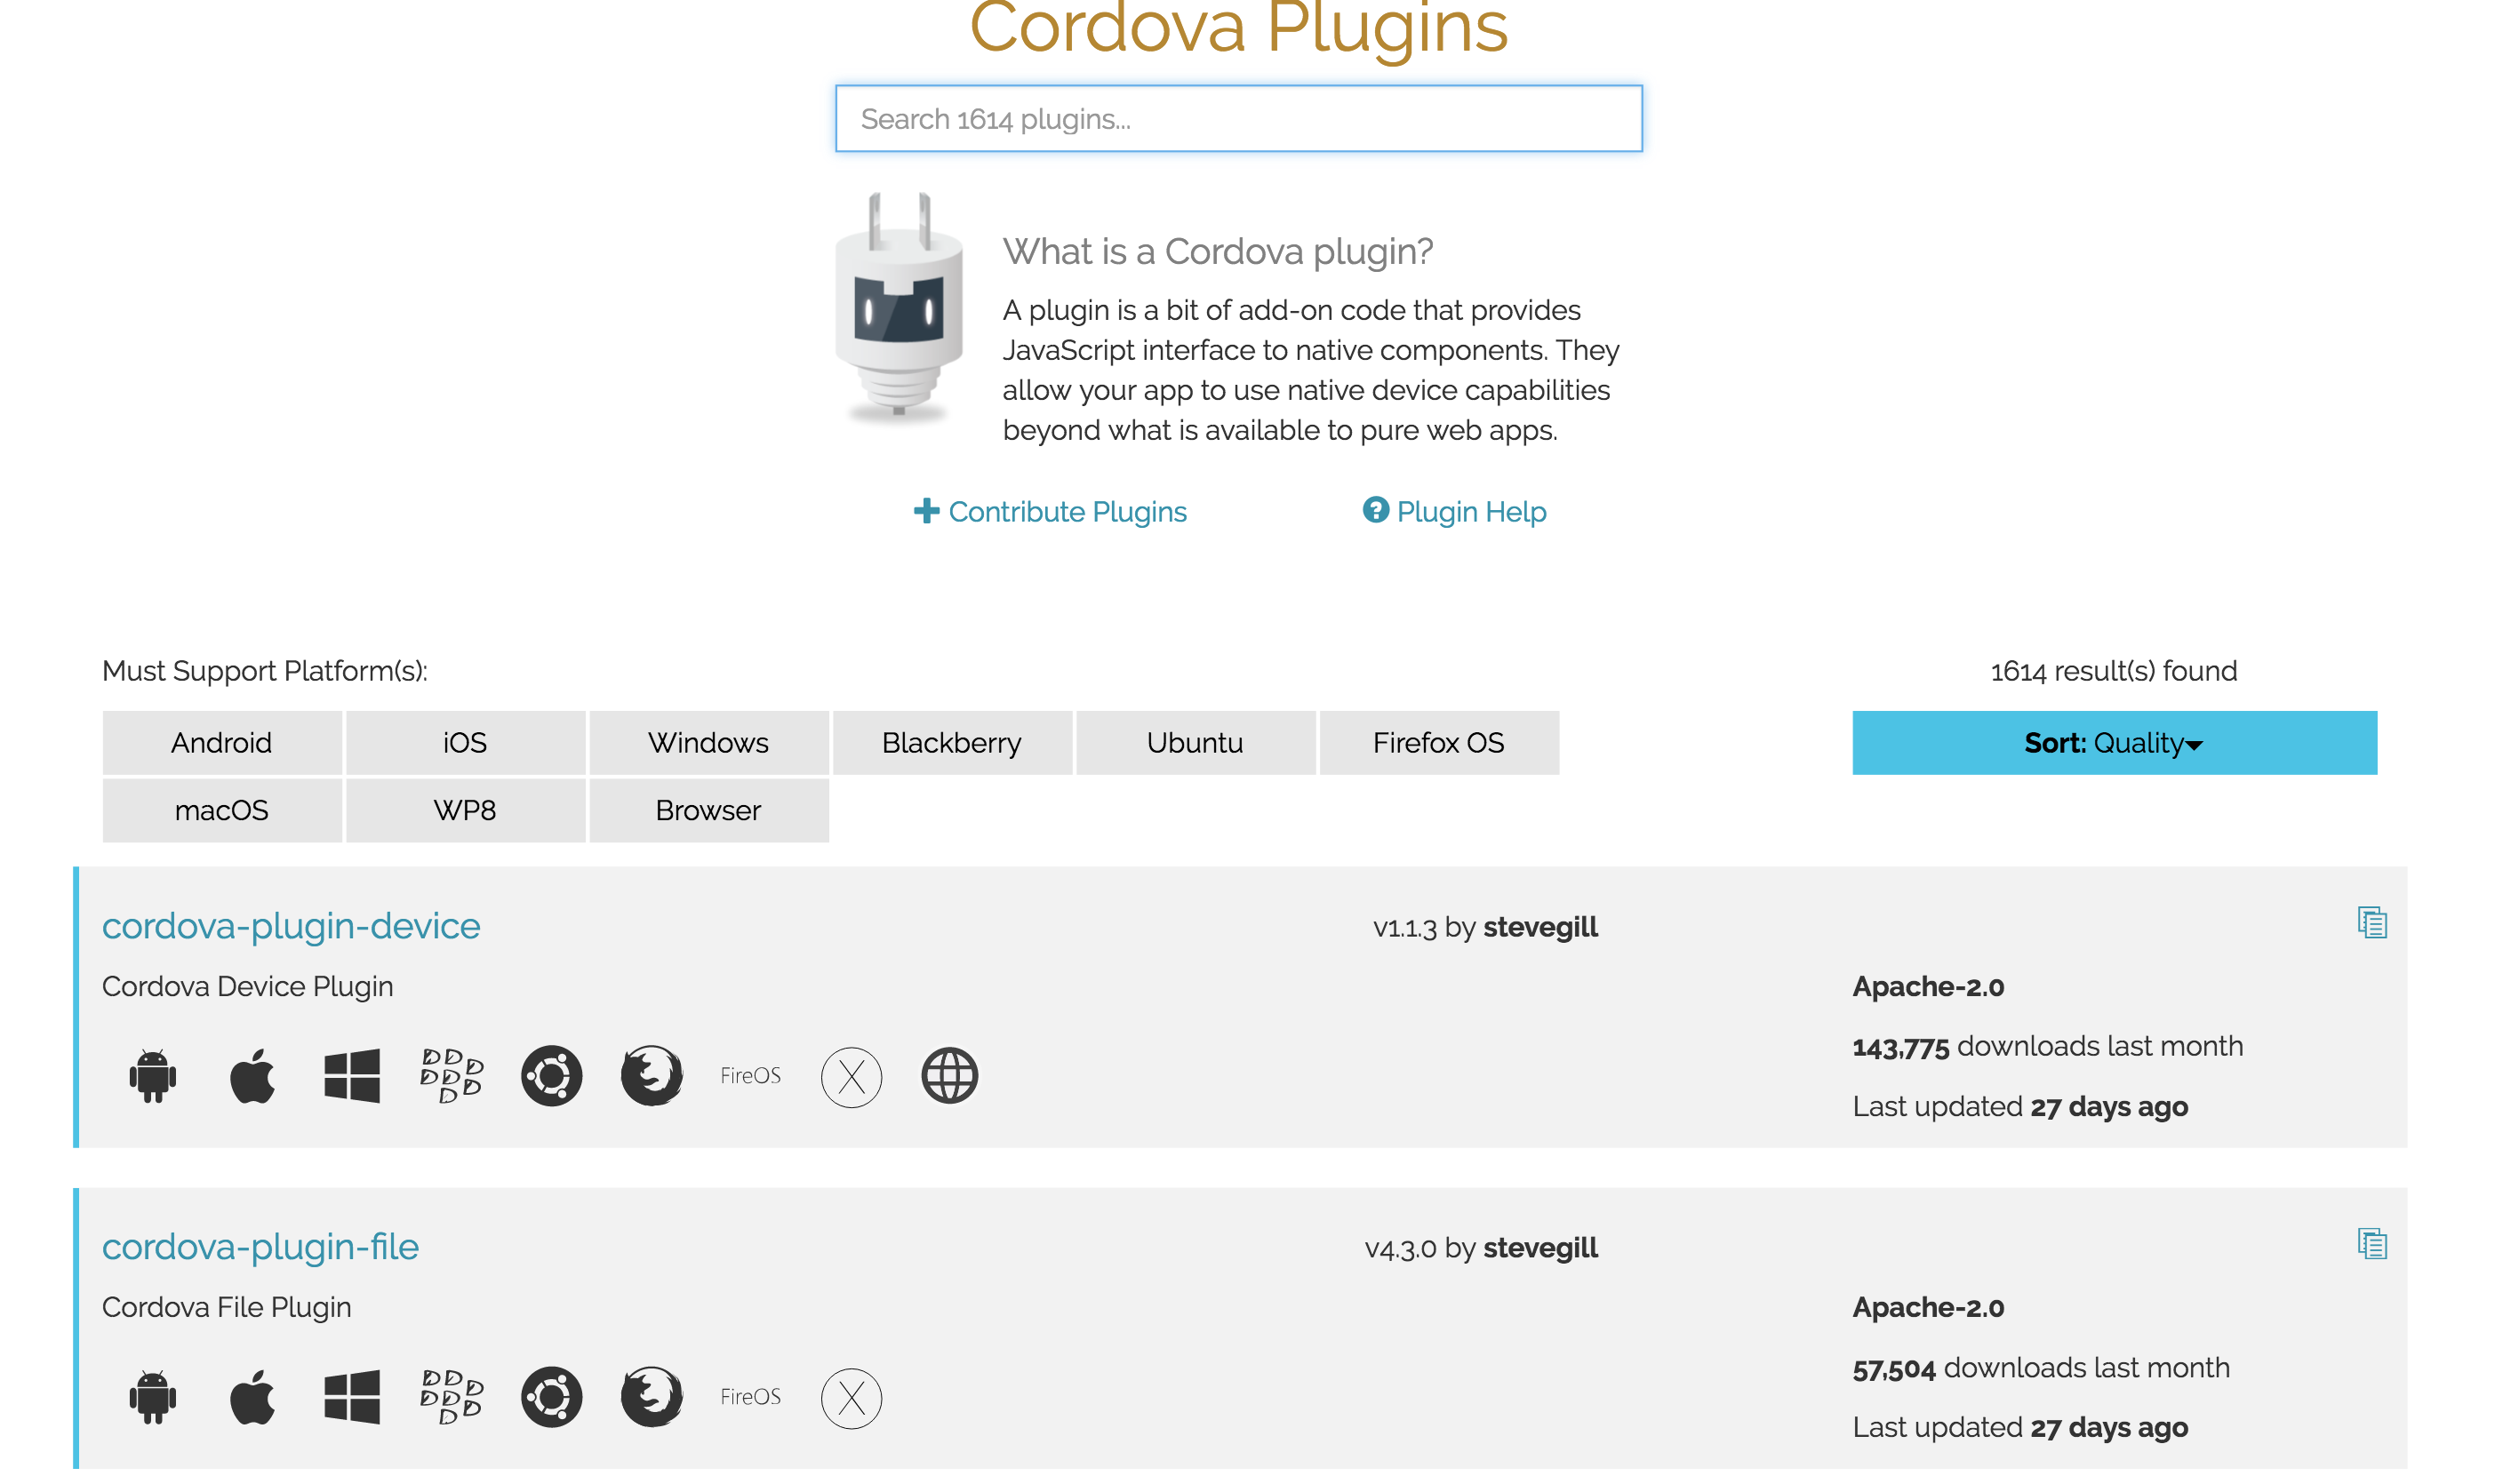 Cordova Plugins
Search 1614 plugins...
What is a Cordova plugin?
A plugin is a bit of add-on code that provides
JavaScript interface to native components. They
allow your app to use native device capabilities
beyond what is available to pure web apps.
Contribute Plugins
Plugin Help
Must Support Platform(s):
1614 result(s) found
Android
iOS
Windows
Blackberry
Ubuntu
Firefox OS
Sort: Quality
macOS
WP8
Browser
cordova-plugin-device
v1.1.3 by stevegill
Cordova Device Plugin
Apache-2.0
143,775 downloads last month
FireOS
X
Last updated 27 days ago
cordova-plugin-file
v4.3.0 by stevegill
Cordova File Plugin
Apache-2.0
57,504 downloads last month
FireOS
X
Last updated 27 days ago